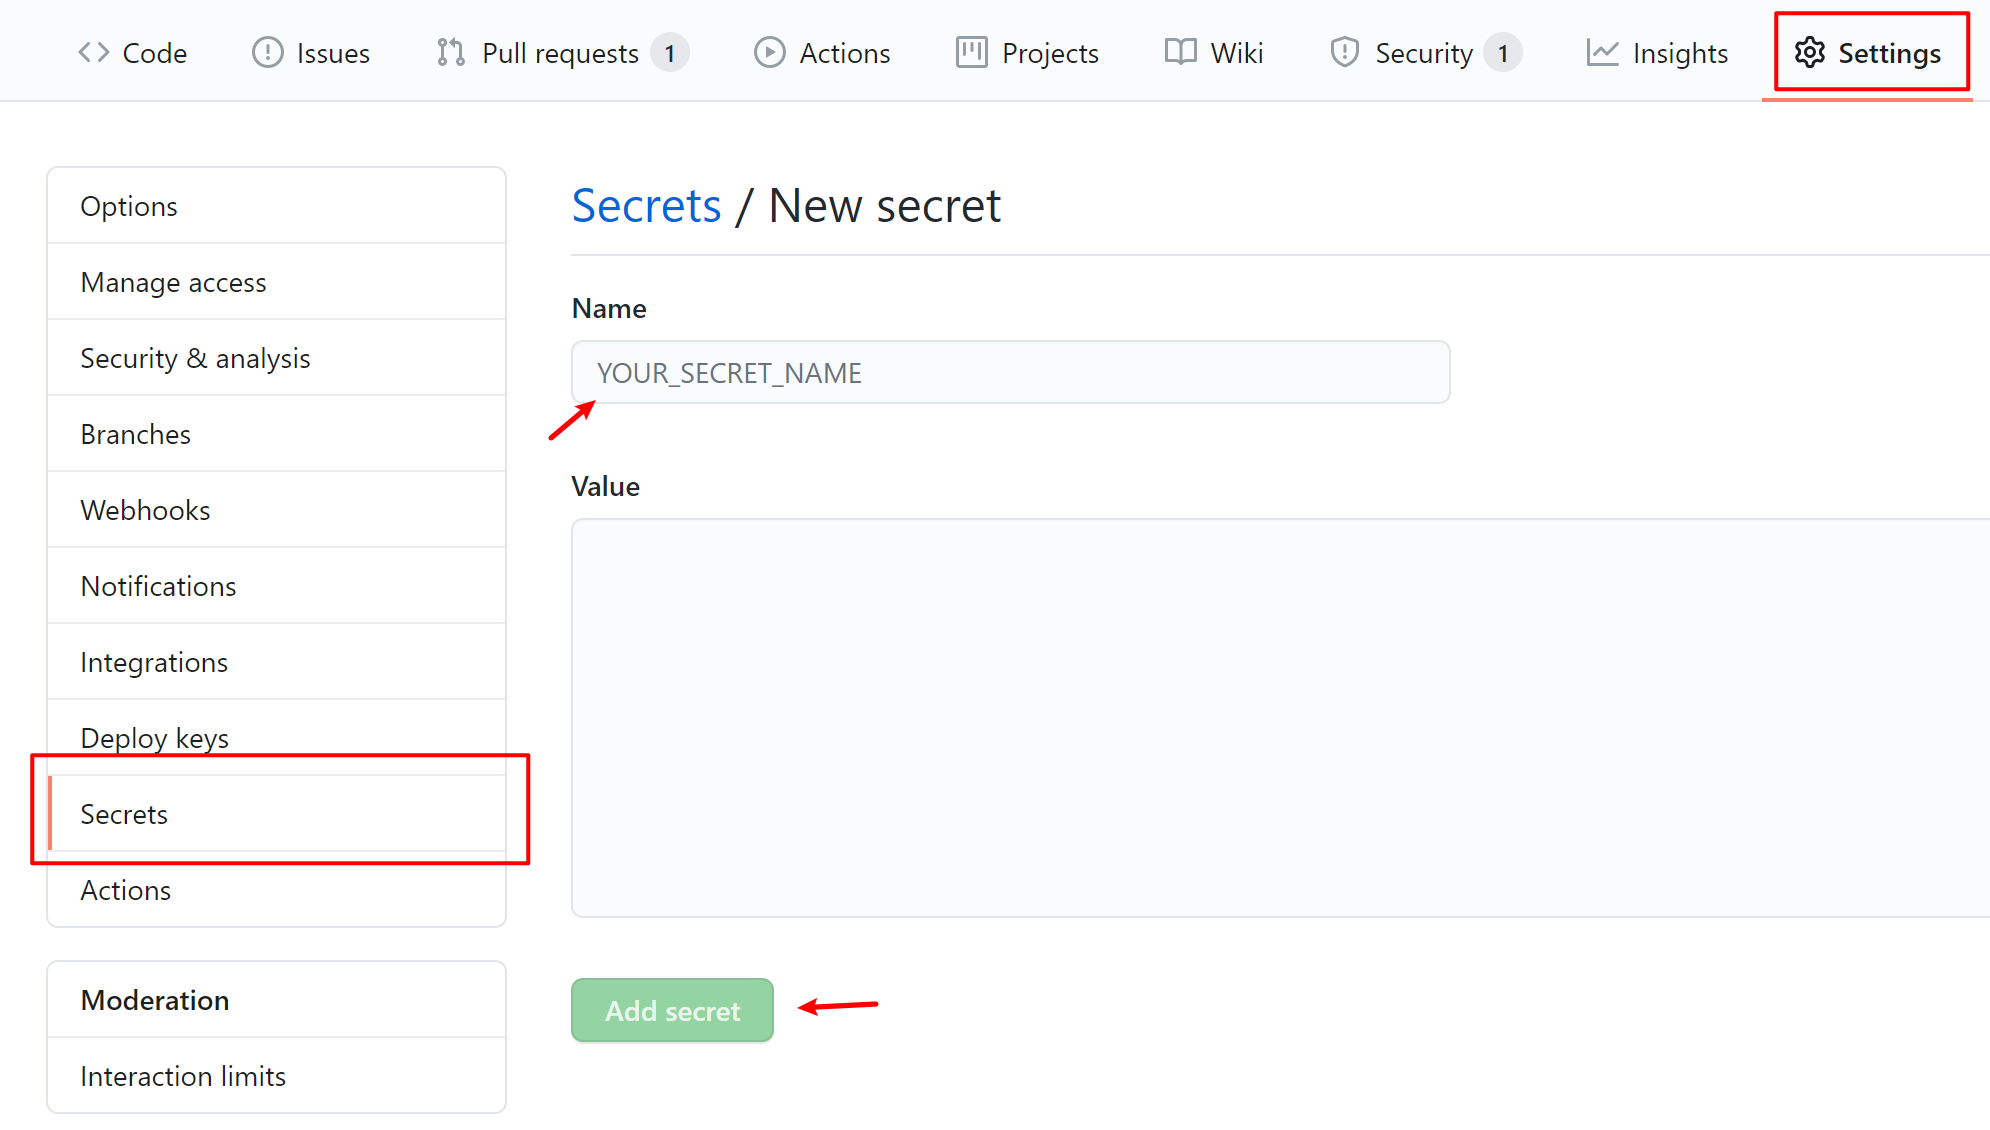 Code Issues Pull requests 1 Actions Projects Wiki Security 1 Insights Settings
Options
Manage access
Security & analysis
Branches
Webhooks
Notifications
Integrations
Deploy keys
Secrets
Actions
Moderation
Interaction limits
Secrets / New secret
Name
YOUR_SECRET_NAME
Value
Add secret